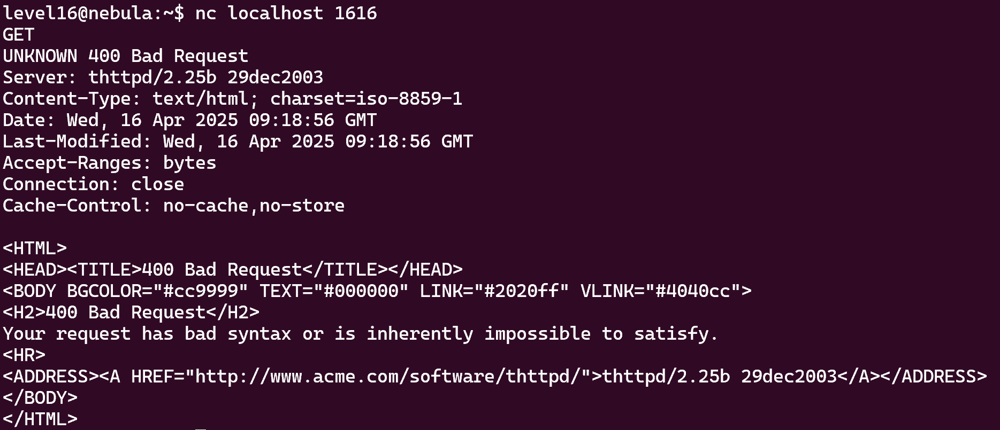 level16@nebula:~$ nc localhost 1616
GET
UNKNOWN 400 Bad Request
Server: thttpd/2.25b 29dec2003
Content-Type: text/html; charset=iso-8859-1
Date: Wed, 16 Apr 2025 09:18:56 GMT
Last-Modified: Wed, 16 Apr 2025 09:18:56 GMT
Accept-Ranges: bytes
Connection: close
Cache-Control: no-cache,no-store

<HTML>
<HEAD><TITLE>400 Bad Request</TITLE></HEAD>
<BODY BGCOLOR="#cc9999" TEXT="#000000" LINK="#2020ff" VLINK="#4040cc">
<H2>400 Bad Request</H2>
Your request has bad syntax or is inherently impossible to satisfy.
<HR>
<ADDRESS><A HREF="http://www.acme.com/software/thttpd/">thttpd/2.25b 29dec2003</A></ADDRESS>
</BODY>
</HTML>